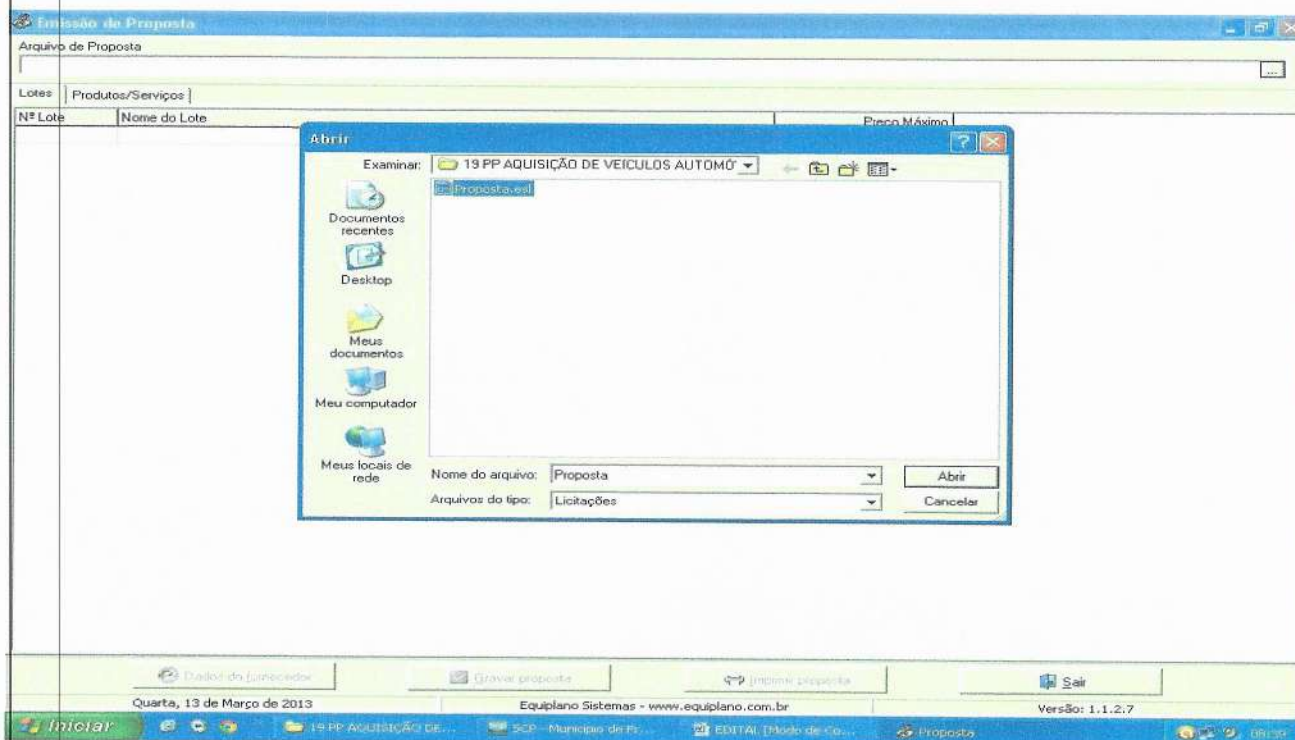 Emissão de Proposta
Arquivo de Proposta
...
Lotes Produtos/Serviços
Nº Lote Nome do Lote Preço Máximo
Abrir
Examinar: 19 PP AQUISIÇÃO DE VEÍCULOS AUTOMÓ
Proposta.esl
Documentos recentes
Desktop
Meus documentos
Meu computador
Meus locais de rede
Nome do arquivo: Proposta Abrir
Arquivos do tipo: Licitações Cancelar
Dados do fornecedor Gravar proposta Imprimir proposta Sair
Quarta, 13 de Março de 2013 Equiplano Sistemas - www.equiplano.com.br Versão: 1.1.2.7
Iniciar 19 PP AQUISIÇÃO DE... SCP - Município de Fr... EDITAL [Modo de Co... Proposta 08:39